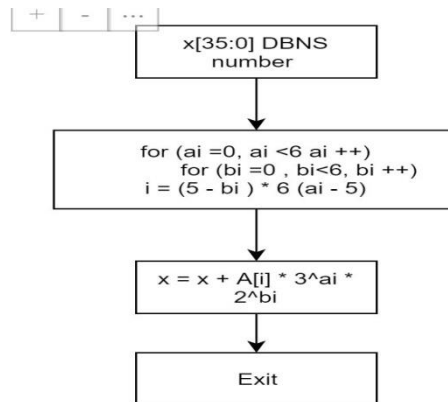 + - ...
x[35:0] DBNS
number
for (ai =0, ai <6 ai ++)
for (bi =0 , bi<6, bi ++)
i = (5 - bi ) * 6 (ai - 5)
x = x + A[i] * 3^ai *
2^bi
Exit